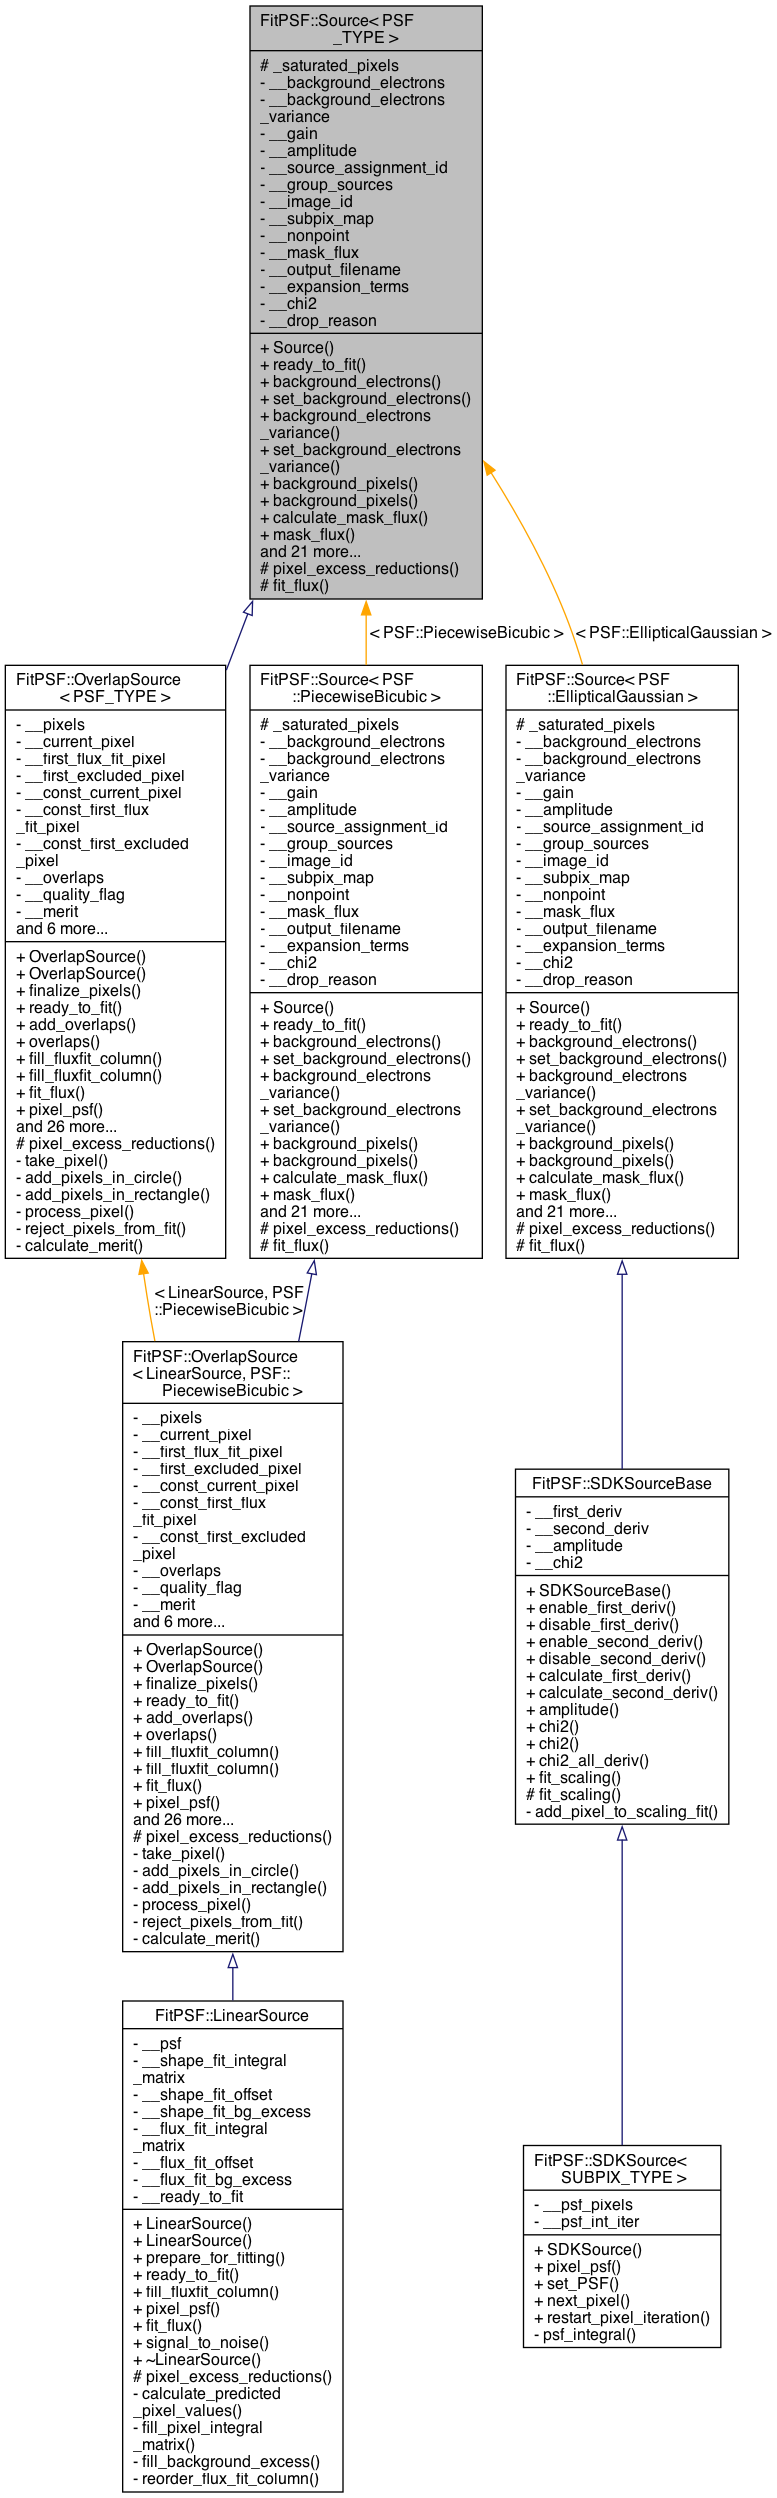 FitPSF::Source< PSF
_TYPE >
# _saturated_pixels
- __background_electrons
- __background_electrons
_variance
- __gain
- __amplitude
- __source_assignment_id
- __group_sources
- __image_id
- __subpix_map
- __nonpoint
- __mask_flux
- __output_filename
- __expansion_terms
- __chi2
- __drop_reason
+ Source()
+ ready_to_fit()
+ background_electrons()
+ set_background_electrons()
+ background_electrons
_variance()
+ set_background_electrons
_variance()
+ background_pixels()
+ background_pixels()
+ calculate_mask_flux()
+ mask_flux()
and 21 more...
# pixel_excess_reductions()
# fit_flux()
< PSF::PiecewiseBicubic >
< PSF::EllipticalGaussian >
FitPSF::OverlapSource
< PSF_TYPE >
- __pixels
- __current_pixel
- __first_flux_fit_pixel
- __first_excluded_pixel
- __const_current_pixel
- __const_first_flux
_fit_pixel
- __const_first_excluded
_pixel
- __overlaps
- __quality_flag
- __merit
and 6 more...
+ OverlapSource()
+ OverlapSource()
+ finalize_pixels()
+ ready_to_fit()
+ add_overlaps()
+ overlaps()
+ fill_fluxfit_column()
+ fill_fluxfit_column()
+ fit_flux()
+ pixel_psf()
and 26 more...
# pixel_excess_reductions()
- take_pixel()
- add_pixels_in_circle()
- add_pixels_in_rectangle()
- process_pixel()
- reject_pixels_from_fit()
- calculate_merit()
FitPSF::Source< PSF
::PiecewiseBicubic >
# _saturated_pixels
- __background_electrons
- __background_electrons
_variance
- __gain
- __amplitude
- __source_assignment_id
- __group_sources
- __image_id
- __subpix_map
- __nonpoint
- __mask_flux
- __output_filename
- __expansion_terms
- __chi2
- __drop_reason
+ Source()
+ ready_to_fit()
+ background_electrons()
+ set_background_electrons()
+ background_electrons
_variance()
+ set_background_electrons
_variance()
+ background_pixels()
+ background_pixels()
+ calculate_mask_flux()
+ mask_flux()
and 21 more...
# pixel_excess_reductions()
# fit_flux()
FitPSF::Source< PSF
::EllipticalGaussian >
# _saturated_pixels
- __background_electrons
- __background_electrons
_variance
- __gain
- __amplitude
- __source_assignment_id
- __group_sources
- __image_id
- __subpix_map
- __nonpoint
- __mask_flux
- __output_filename
- __expansion_terms
- __chi2
- __drop_reason
+ Source()
+ ready_to_fit()
+ background_electrons()
+ set_background_electrons()
+ background_electrons
_variance()
+ set_background_electrons
_variance()
+ background_pixels()
+ background_pixels()
+ calculate_mask_flux()
+ mask_flux()
and 21 more...
# pixel_excess_reductions()
# fit_flux()
< LinearSource, PSF
::PiecewiseBicubic >
FitPSF::OverlapSource
< LinearSource, PSF::
PiecewiseBicubic >
- __pixels
- __current_pixel
- __first_flux_fit_pixel
- __first_excluded_pixel
- __const_current_pixel
- __const_first_flux
_fit_pixel
- __const_first_excluded
_pixel
- __overlaps
- __quality_flag
- __merit
and 6 more...
+ OverlapSource()
+ OverlapSource()
+ finalize_pixels()
+ ready_to_fit()
+ add_overlaps()
+ overlaps()
+ fill_fluxfit_column()
+ fill_fluxfit_column()
+ fit_flux()
+ pixel_psf()
and 26 more...
# pixel_excess_reductions()
- take_pixel()
- add_pixels_in_circle()
- add_pixels_in_rectangle()
- process_pixel()
- reject_pixels_from_fit()
- calculate_merit()
FitPSF::SDKSourceBase
- __first_deriv
- __second_deriv
- __amplitude
- __chi2
+ SDKSourceBase()
+ enable_first_deriv()
+ disable_first_deriv()
+ enable_second_deriv()
+ disable_second_deriv()
+ calculate_first_deriv()
+ calculate_second_deriv()
+ amplitude()
+ chi2()
+ chi2()
+ chi2_all_deriv()
+ fit_scaling()
# fit_scaling()
- add_pixel_to_scaling_fit()
FitPSF::LinearSource
- __psf
- __shape_fit_integral
_matrix
- __shape_fit_offset
- __shape_fit_bg_excess
- __flux_fit_integral
_matrix
- __flux_fit_offset
- __flux_fit_bg_excess
- __ready_to_fit
+ LinearSource()
+ LinearSource()
+ prepare_for_fitting()
+ ready_to_fit()
+ fill_fluxfit_column()
+ pixel_psf()
+ fit_flux()
+ signal_to_noise()
+ ~LinearSource()
# pixel_excess_reductions()
- calculate_predicted
_pixel_values()
- fill_pixel_integral
_matrix()
- fill_background_excess()
- reorder_flux_fit_column()
FitPSF::SDKSource<
SUBPIX_TYPE >
- __psf_pixels
- __psf_int_iter
+ SDKSource()
+ pixel_psf()
+ set_PSF()
+ next_pixel()
+ restart_pixel_iteration()
- psf_integral()